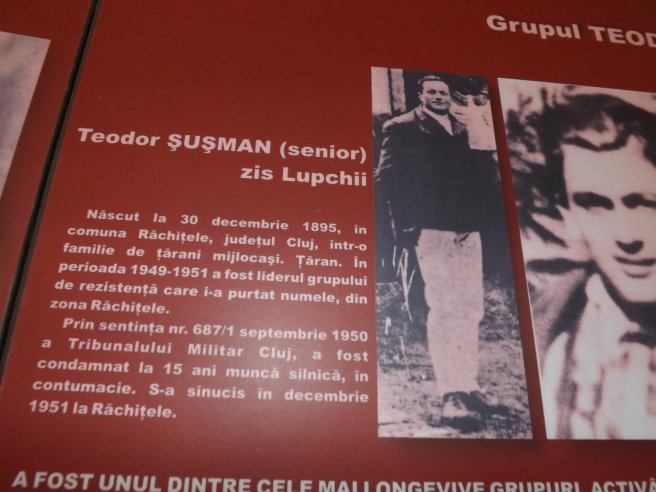 Grupul
Teodor ŞUŞMAN (senior)
zis Lupchii
Născut la 30 decembrie 1895, în
comuna Răchiţele, judeţul Cluj, într-o
familie de ţărani mijlocaşi. Ţăran. În
perioada 1949-1951 a fost liderul grupului
de rezistenţă care i-a purtat numele, din
zona Răchiţele.
Prin sentinţa nr. 687/1 septembrie 1950
a Tribunalului Militar Cluj, a fost
condamnat la 15 ani muncă silnică, în
contumacie. S-a sinucis în decembrie
1951 la Răchiţele.
A FOST UNUL DINTRE CELE MAI LONGEVIVE GRUPURI,